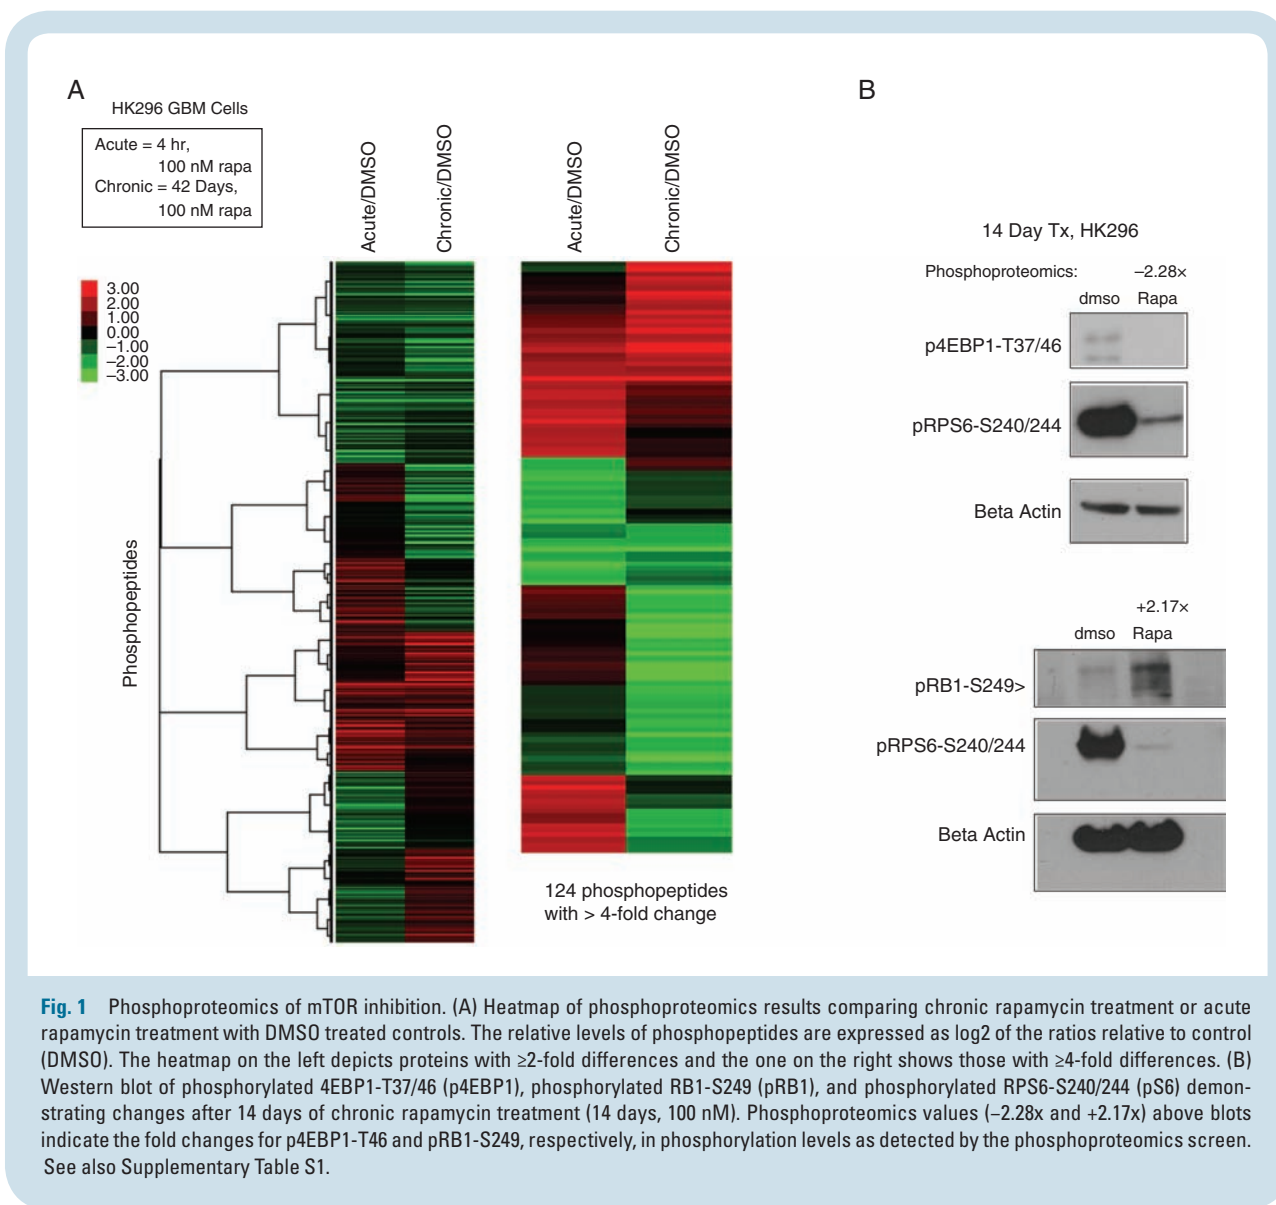 A
HK296 GBM Cells
Acute = 4 hr,
100 nM rapa
Chronic = 42 Days,
100 nM rapa
Acute/DMSO
Chronic/DMSO
Acute/DMSO
Chronic/DMSO
3.00
2.00
1.00
0.00
–1.00
–2.00
–3.00
Phosphopeptides
124 phosphopeptides
with > 4-fold change
B
14 Day Tx, HK296
Phosphoproteomics: –2.28×
dmso Rapa
p4EBP1-T37/46
pRPS6-S240/244
Beta Actin
+2.17×
dmso Rapa
pRB1-S249>
pRPS6-S240/244
Beta Actin
Fig. 1 Phosphoproteomics of mTOR inhibition. (A) Heatmap of phosphoproteomics results comparing chronic rapamycin treatment or acute
rapamycin treatment with DMSO treated controls. The relative levels of phosphopeptides are expressed as log2 of the ratios relative to control
(DMSO). The heatmap on the left depicts proteins with ≥2-fold differences and the one on the right shows those with ≥4-fold differences. (B)
Western blot of phosphorylated 4EBP1-T37/46 (p4EBP1), phosphorylated RB1-S249 (pRB1), and phosphorylated RPS6-S240/244 (pS6) demon-
strating changes after 14 days of chronic rapamycin treatment (14 days, 100 nM). Phosphoproteomics values (–2.28x and +2.17x) above blots
indicate the fold changes for p4EBP1-T46 and pRB1-S249, respectively, in phosphorylation levels as detected by the phosphoproteomics screen.
See also Supplementary Table S1.